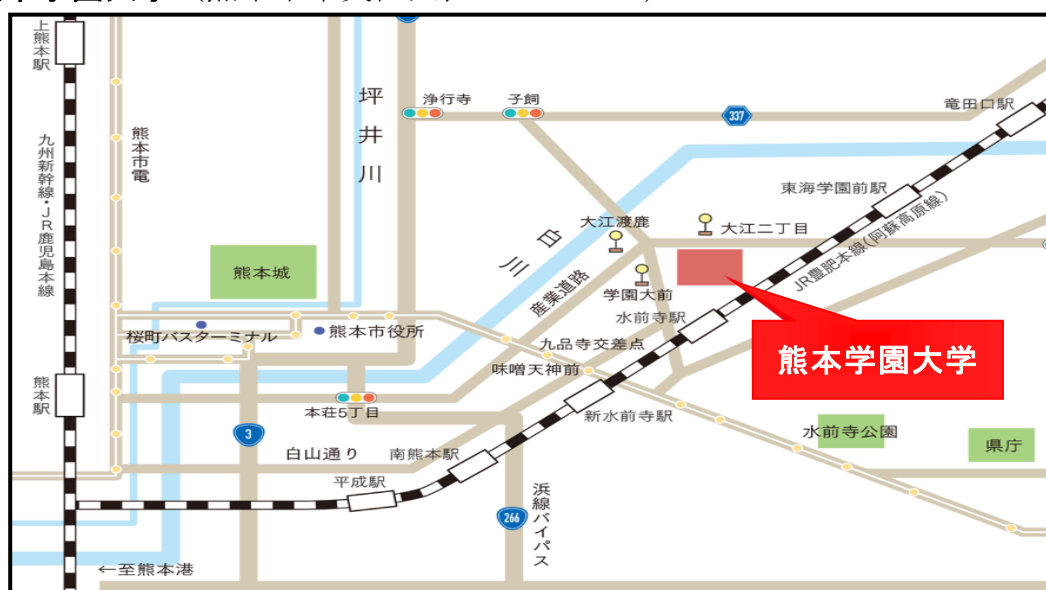 上熊本駅
浄行寺
子飼
337
竜田口駅
坪井川
熊本市電
九州新幹線・JR鹿児島本線
東海学園前駅
大江渡鹿
大江二丁目
白川
JR豊肥本線(阿蘇高原線)
熊本城
産業道路
学園大前
水前寺駅
桜町バスターミナル
熊本市役所
九品寺交差点
味噌天神前
熊本学園大学
熊本駅
本荘5丁目
新水前寺駅
3
水前寺公園
県庁
白山通り
南熊本駅
平成駅
浜線バイパス
266
←至熊本港